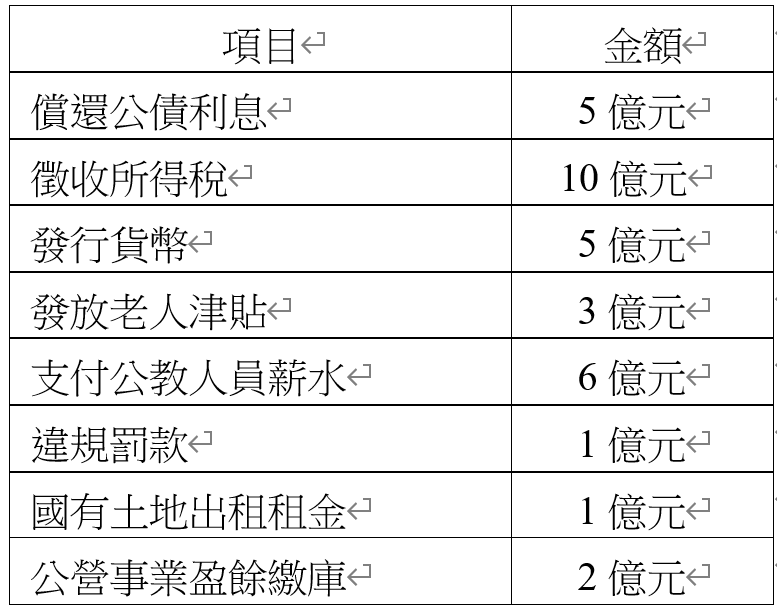 項目 金額
償還公債利息 5 億元
徵收所得稅 10 億元
發行貨幣 5 億元
發放老人津貼 3 億元
支付公教人員薪水 6 億元
違規罰款 1 億元
國有土地出租租金 1 億元
公營事業盈餘繳庫 2 億元